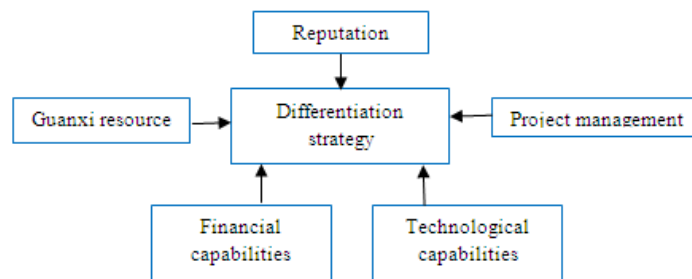 Reputation
Guanxi resource
Differentiation
strategy
Project management
Financial
capabilities
Technological
capabilities